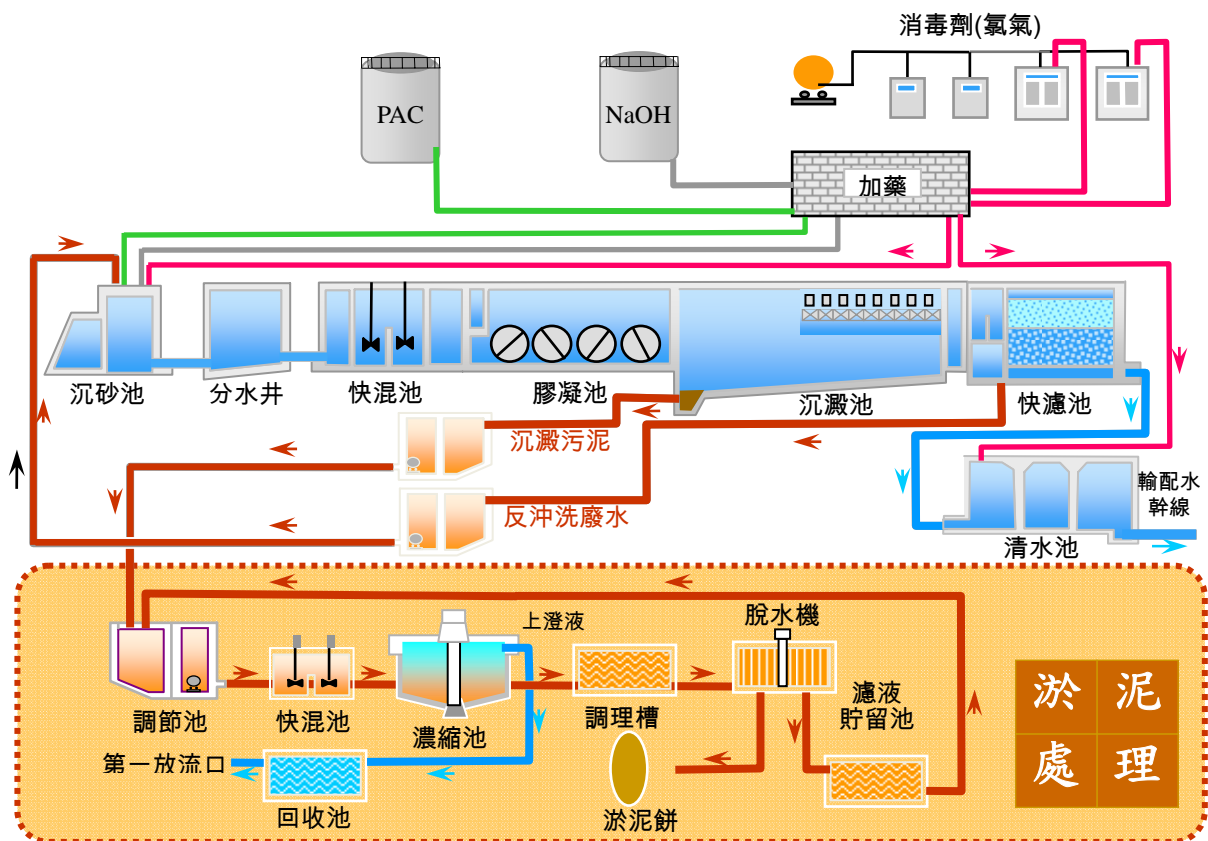 消毒劑(氯氣)
PAC
NaOH
加藥
沉砂池
分水井
快混池
膠凝池
沉澱池
快濾池
沉澱污泥
反沖洗廢水
輸配水
幹線
清水池
上澄液
脫水機
調節池
快混池
濃縮池
調理槽
濾液
貯留池
第一放流口
回收池
淤泥餅
淤泥
處理